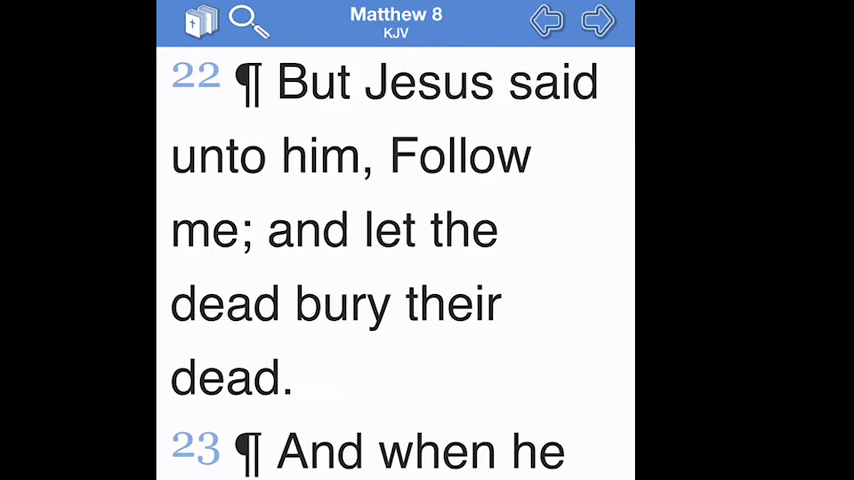 Matthew 8
KJV
22 ¶ But Jesus said
unto him, Follow
me; and let the
dead bury their
dead.
23 ¶ And when he